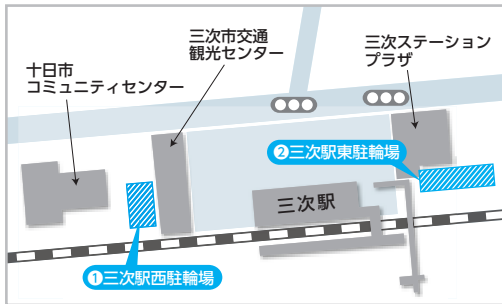 三次市交通
観光センター
三次ステーション
プラザ
十日市
コミュニティセンター
❷三次駅東駐輪場
三次駅
❶三次駅西駐輪場